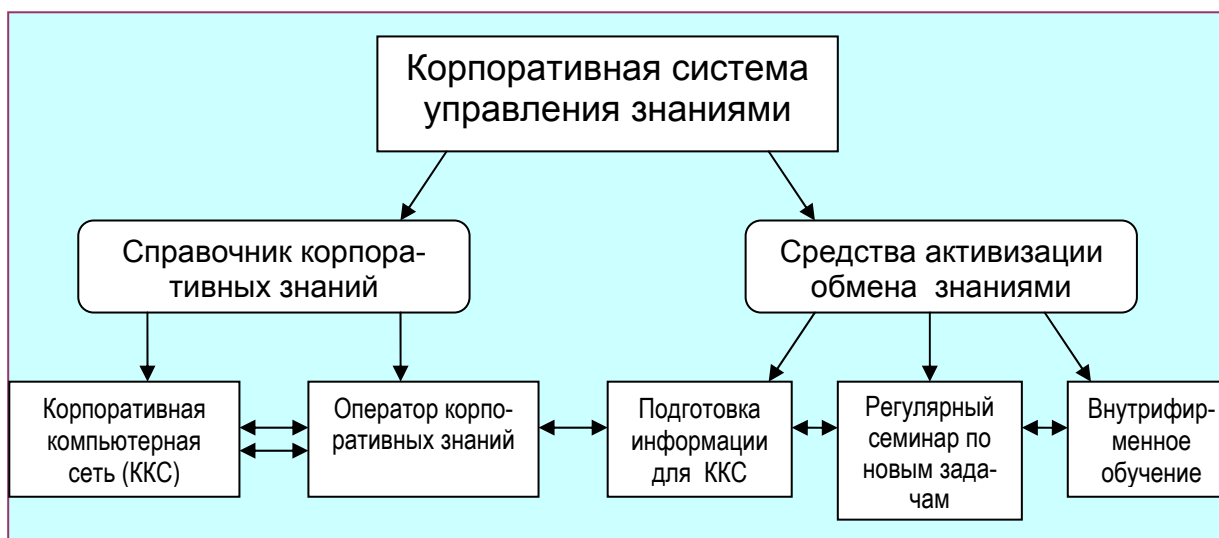 Корпоративная система
управления знаниями
Справочник корпора-
тивных знаний
Средства активизации
обмена знаниями
Корпоративная
компьютерная
сеть (ККС)
Оператор корпо-
ративных знаний
Подготовка
информации
для ККС
Регулярный
семинар по
новым зада-
чам
Внутрифир-
менное
обучение